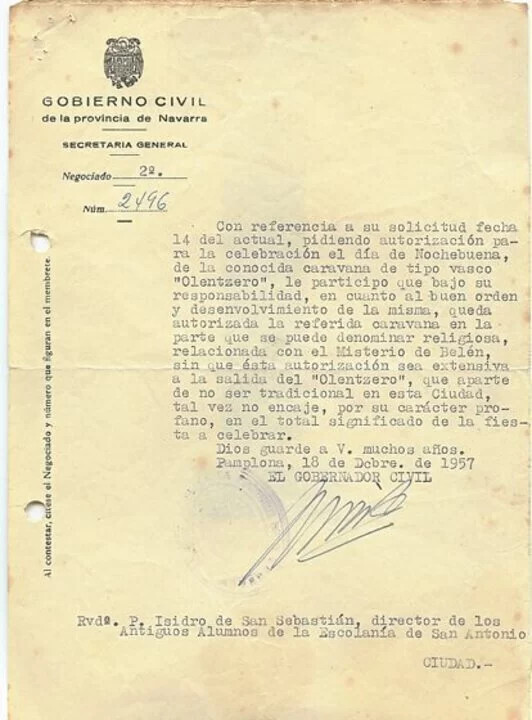 GOBIERNO CIVIL
de la provincia de Navarra
SECRETARIA GENERAL
Negociado 2º.
Núm. 2496
Con referencia a su solicitud fecha
14 del actual, pidiendo autorización pa-
ra la celebración el día de Nochebuena,
de la conocida caravana de tipo vasco
"Olentzero", le participo que bajo su
responsabilidad, en cuanto al buen orden
y desenvolvimiento de la misma, queda
autorizada la referida caravana en la
parte que se puede denominar religiosa,
relacionada con el Misterio de Belén,
sin que ésta autorización sea extensiva
a la salida del "Olentzero", que aparte
de no ser tradicional en esta Ciudad,
tal vez no encaje, por su carácter pro-
fano, en el total significado de la fies-
ta a celebrar.
Dios guarde a V. muchos años.
Pamplona, 18 de Dcbre. de 1957
EL GOBERNADOR CIVIL
Rvdº. P. Isidro de San Sebastián, director de los
Antiguos Alumnos de la Escolanía de San Antonio
CIUDAD.-
Al contestar, cítese el Negociado y número que figuran en el membrete.